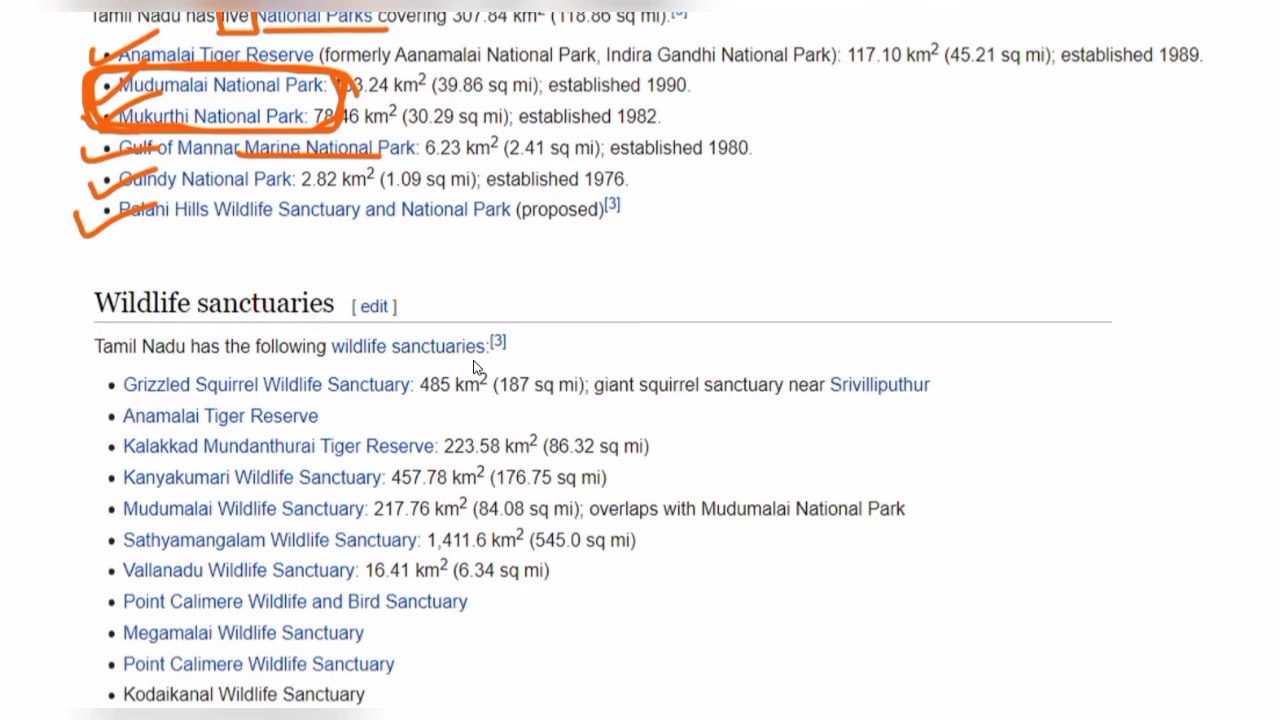 Tamil Nadu has five National Parks covering 307.84 km² (118.86 sq mi).[3]
• Anamalai Tiger Reserve (formerly Aanamalai National Park, Indira Gandhi National Park): 117.10 km² (45.21 sq mi); established 1989.
• Mudumalai National Park: 103.24 km² (39.86 sq mi); established 1990.
• Mukurthi National Park: 78.46 km² (30.29 sq mi); established 1982.
• Gulf of Mannar Marine National Park: 6.23 km² (2.41 sq mi); established 1980.
• Guindy National Park: 2.82 km² (1.09 sq mi); established 1976.
• Palani Hills Wildlife Sanctuary and National Park (proposed)[3]
Wildlife sanctuaries [ edit ]
Tamil Nadu has the following wildlife sanctuaries:[3]
• Grizzled Squirrel Wildlife Sanctuary: 485 km² (187 sq mi); giant squirrel sanctuary near Srivilliputhur
• Anamalai Tiger Reserve
• Kalakkad Mundanthurai Tiger Reserve: 223.58 km² (86.32 sq mi)
• Kanyakumari Wildlife Sanctuary: 457.78 km² (176.75 sq mi)
• Mudumalai Wildlife Sanctuary: 217.76 km² (84.08 sq mi); overlaps with Mudumalai National Park
• Sathyamangalam Wildlife Sanctuary: 1,411.6 km² (545.0 sq mi)
• Vallanadu Wildlife Sanctuary: 16.41 km² (6.34 sq mi)
• Point Calimere Wildlife and Bird Sanctuary
• Megamalai Wildlife Sanctuary
• Point Calimere Wildlife Sanctuary
• Kodaikanal Wildlife Sanctuary